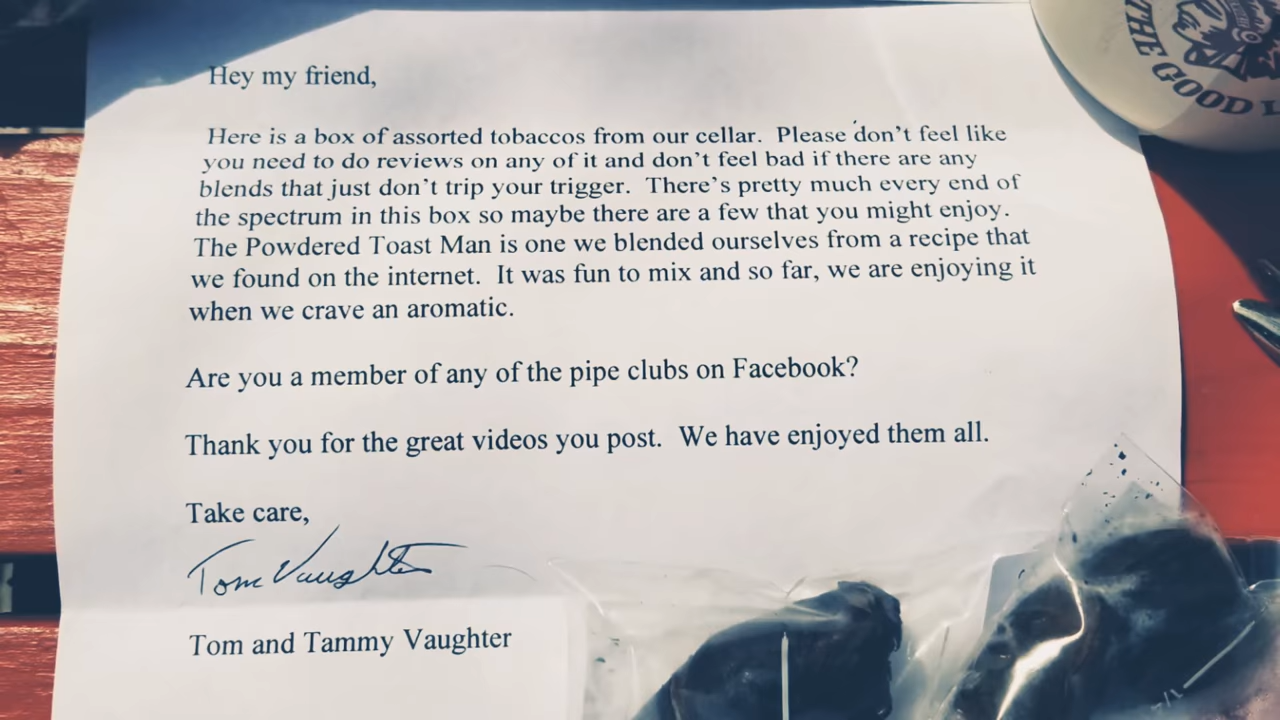 Hey my friend,
Here is a box of assorted tobaccos from our cellar. Please don't feel like
you need to do reviews on any of it and don't feel bad if there are any
blends that just don't trip your trigger. There's pretty much every end of
the spectrum in this box so maybe there are a few that you might enjoy.
The Powdered Toast Man is one we blended ourselves from a recipe that
we found on the internet. It was fun to mix and so far, we are enjoying it
when we crave an aromatic.
Are you a member of any of the pipe clubs on Facebook?
Thank you for the great videos you post. We have enjoyed them all.
Take care,
Tom Vaughter
Tom and Tammy Vaughter
THE GOOD